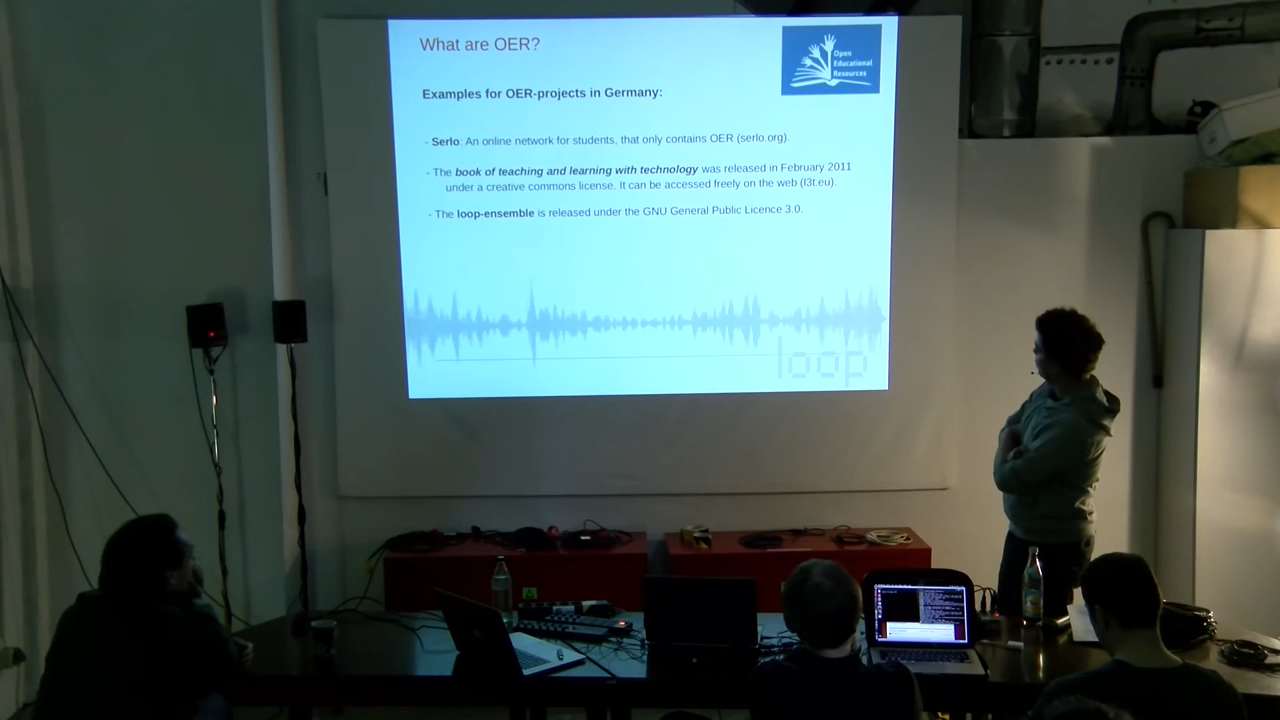 What are OER?
Open
Educational
Resources
Examples for OER-projects in Germany:
- Serlo: An online network for students, that only contains OER (serlo.org).
- The book of teaching and learning with technology was released in February 2011
under a creative commons license. It can be accessed freely on the web (l3t.eu).
- The loop-ensemble is released under the GNU General Public Licence 3.0.
loop